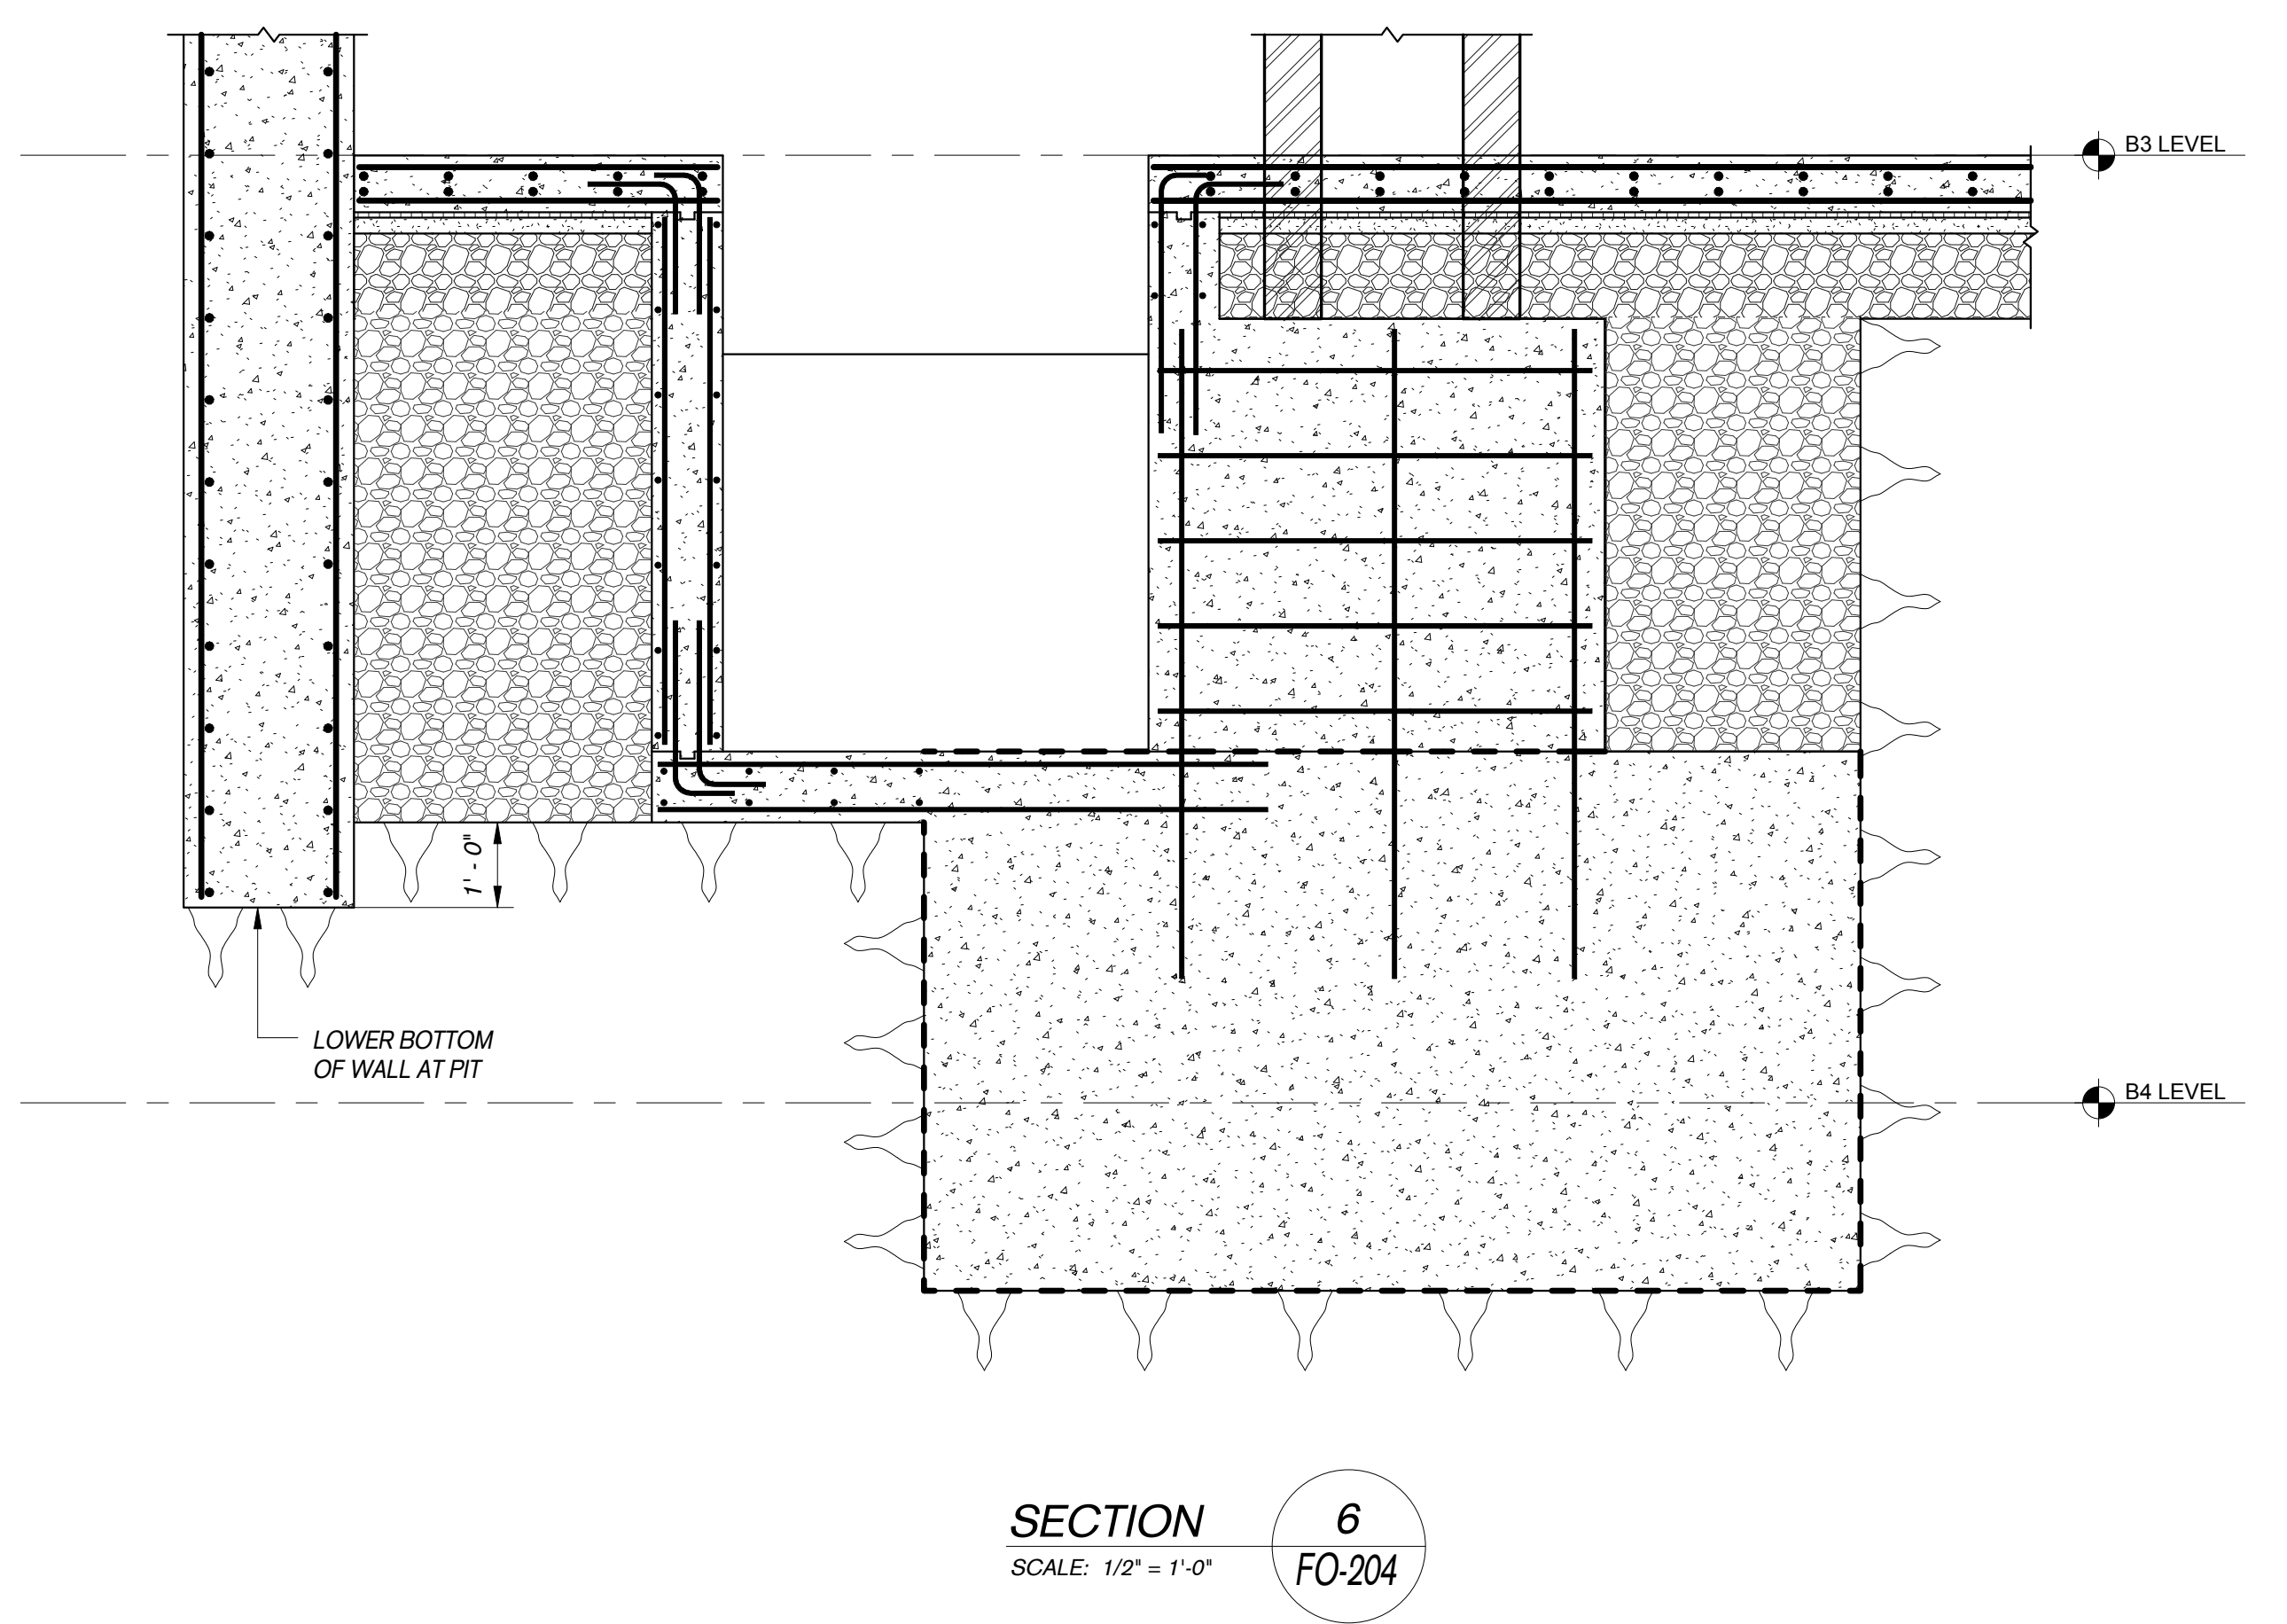 B3 LEVEL
1' - 0"
LOWER BOTTOM
OF WALL AT PIT
B4 LEVEL
SECTION
SCALE: 1/2" = 1'-0"
6
FO-204